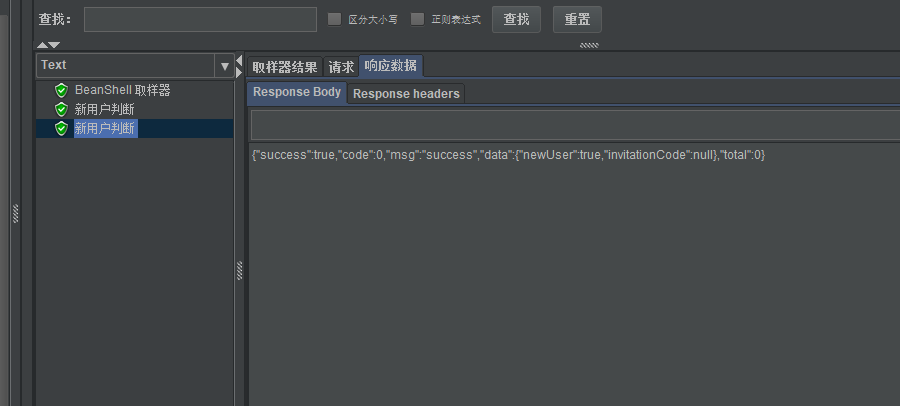 查找: 区分大小写 正则表达式 查找 重置
Text
BeanShell 取样器
新用户判断
新用户判断
取样器结果 请求 响应数据
Response Body Response headers
{"success":true,"code":0,"msg":"success","data":{"newUser":true,"invitationCode":null},"total":0}